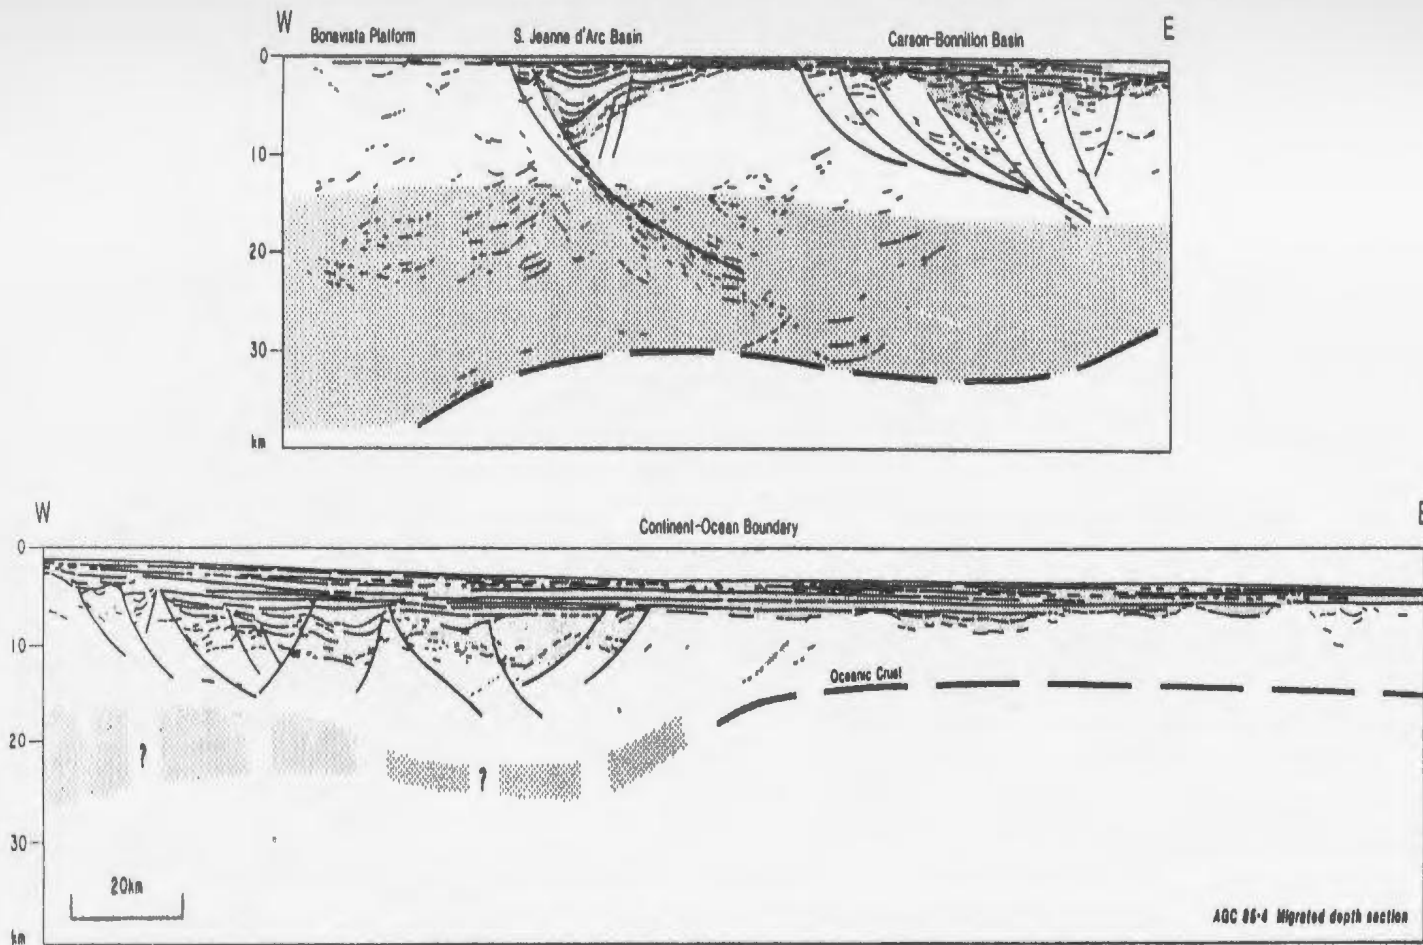 W
E
Bonavista Platform
S. Jeanne d'Arc Basin
Carson-Bonnition Basin
0
10
20
30
km
W
E
Continent-Ocean Boundary
0
10
Oceanic Crust
20
?
?
30
20km
km
AGC 85-4 Migrated depth section